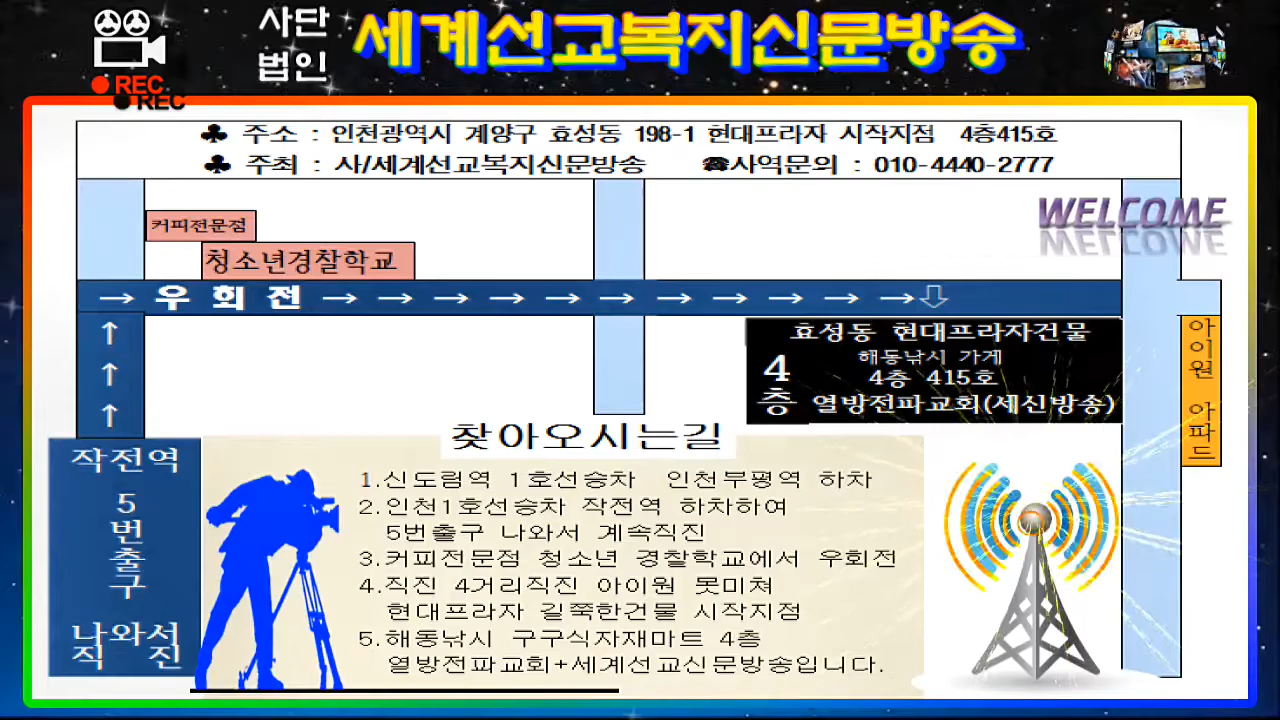 사단
법인
세계선교복지신문방송
REC
REC
♣ 주소 : 인천광역시 계양구 효성동 198-1 현대프라자 시작지점 4층415호
♣ 주최 : 사/세계선교복지신문방송 ☎사역문의 : 010-4440-2777
WELCOME
커피전문점
청소년경찰학교
→ 우 회 전 → → → → → → → → → → → ⇩
↑
↑
↑
효성동 현대프라자건물
해동낚시 가게
4층 415호
4층
열방전파교회(세신방송)
아이원 아파드
작전역
5
번
출
구
나와서
직 진
찾아오시는길
1.신도림역 1호선승차 인천부평역 하차
2.인천1호선승차 작전역 하차하여
5번출구 나와서 계속직진
3.커피전문점 청소년 경찰학교에서 우회전
4.직진 4거리직진 아이원 못미쳐
현대프라자 길쭉한건물 시작지점
5.해동낚시 구구식자재마트 4층
열방전파교회+세계선교신문방송입니다.